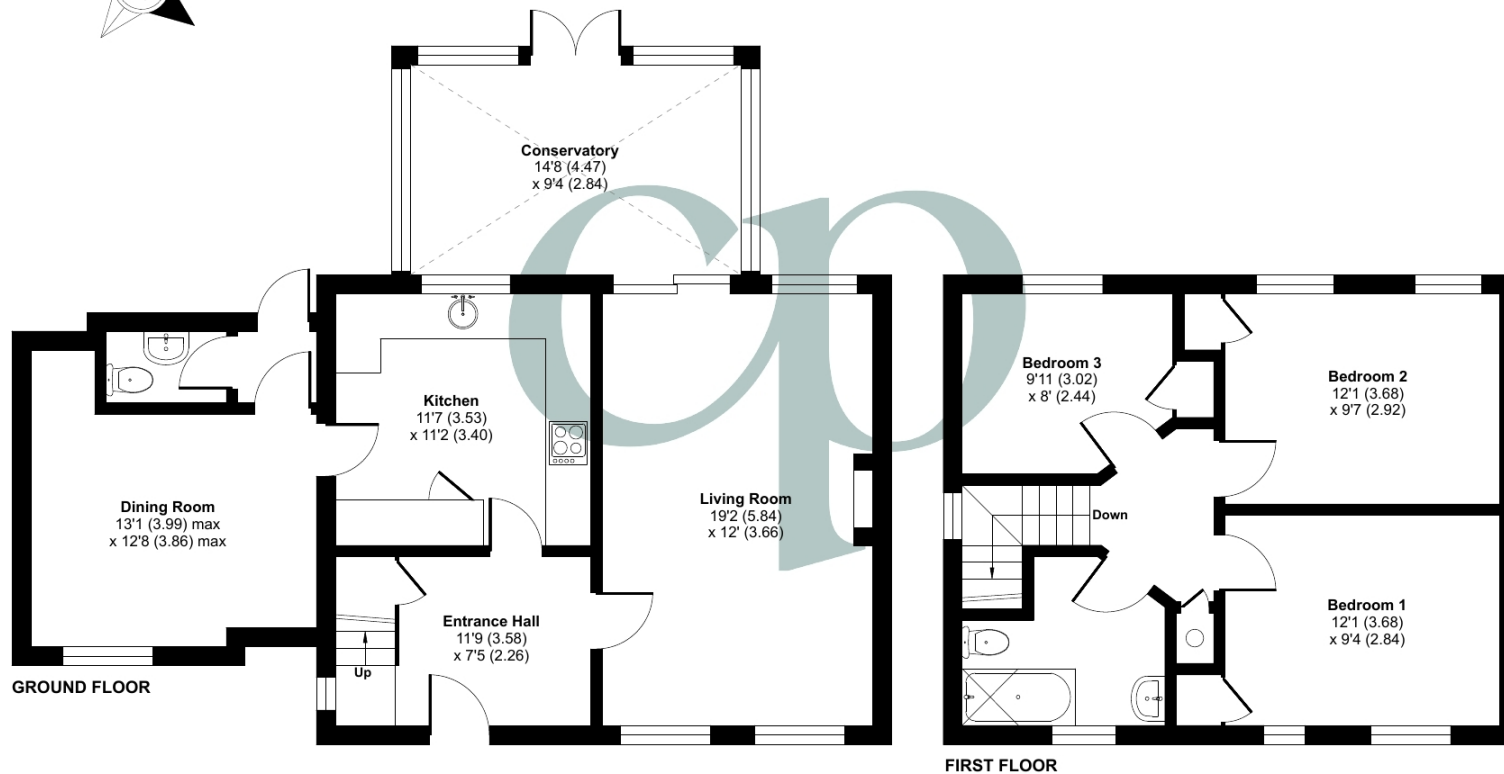 Conservatory
14'8 (4.47)
x 9'4 (2.84)
Kitchen
11'7 (3.53)
x 11'2 (3.40)
Dining Room
13'1 (3.99) max
x 12'8 (3.86) max
Living Room
19'2 (5.84)
x 12' (3.66)
Entrance Hall
11'9 (3.58)
x 7'5 (2.26)
Up
GROUND FLOOR
cp
Bedroom 3
9'11 (3.02)
x 8' (2.44)
Bedroom 2
12'1 (3.68)
x 9'7 (2.92)
Down
Bedroom 1
12'1 (3.68)
x 9'4 (2.84)
FIRST FLOOR